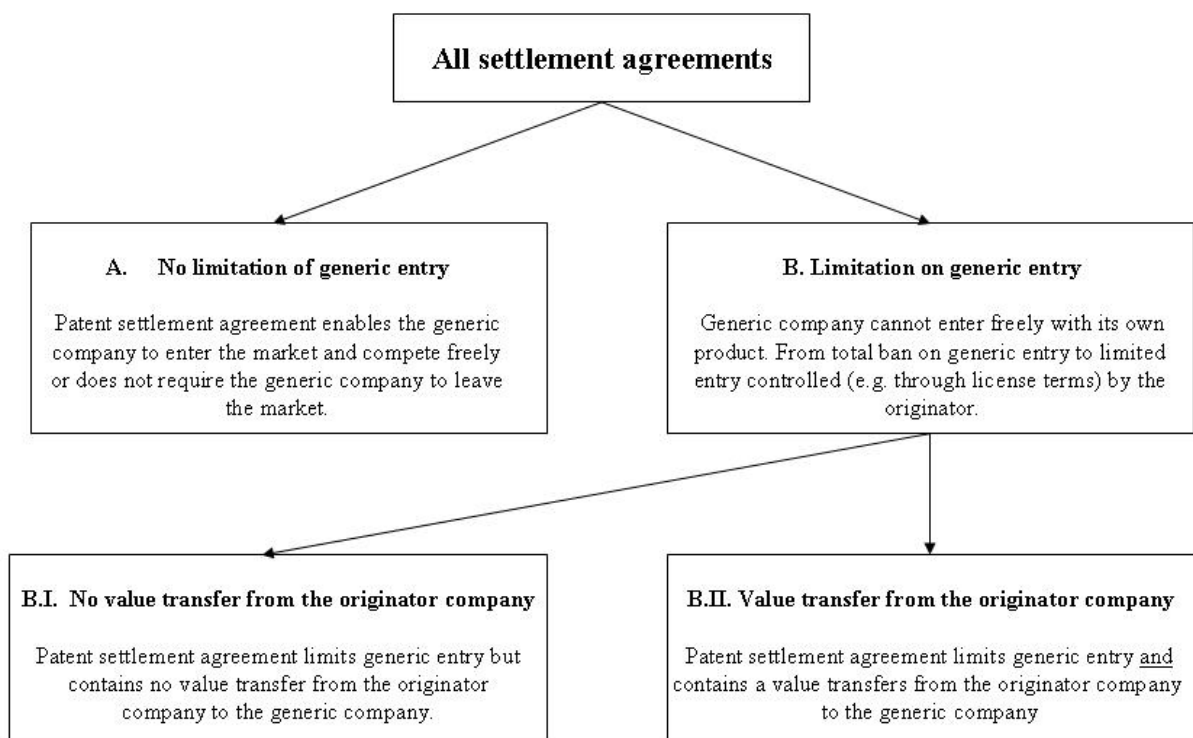 All settlement agreements
A. No limitation of generic entry
Patent settlement agreement enables the generic
company to enter the market and compete freely
or does not require the generic company to leave
the market.
B. Limitation on generic entry
Generic company cannot enter freely with its own
product. From total ban on generic entry to limited
entry controlled (e.g. through license terms) by the
originator.
B.I. No value transfer from the originator company
Patent settlement agreement limits generic entry but
contains no value transfer from the originator
company to the generic company.
B.II. Value transfer from the originator company
Patent settlement agreement limits generic entry and
contains a value transfers from the originator company
to the generic company